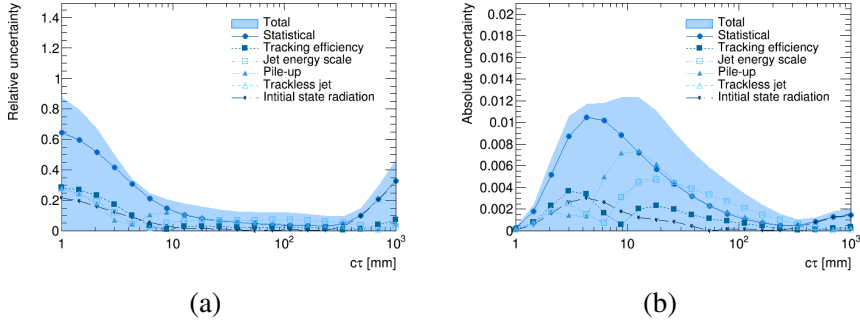 Relative uncertainty
1.4
1.2
1
0.8
0.6
0.4
0.2
0
Total
Statistical
Tracking efficiency
Jet energy scale
Pile-up
Trackless jet
Intitial state radiation
1
10
10²
10³
cτ [mm]
(a)
Absolute uncertainty
0.02
0.018
0.016
0.014
0.012
0.01
0.008
0.006
0.004
0.002
Total
Statistical
Tracking efficiency
Jet energy scale
Pile-up
Trackless jet
Intitial state radiation
1
10
10²
10³
cτ [mm]
(b)